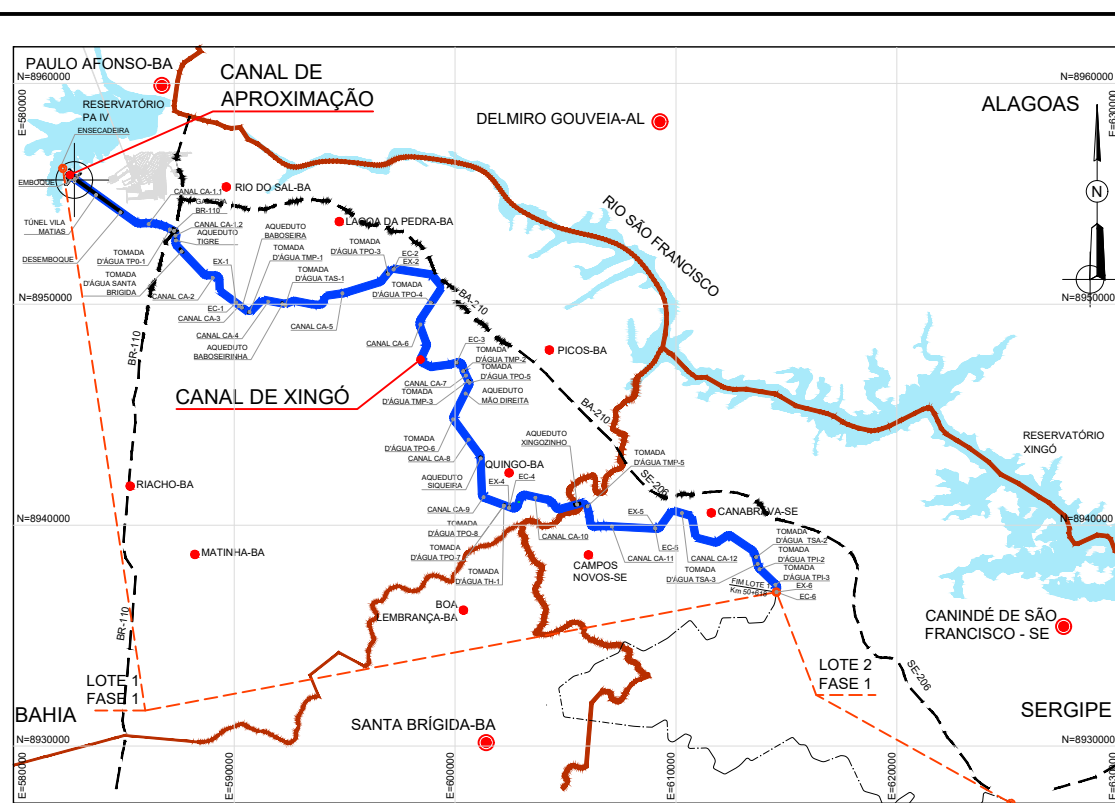 PAULO AFONSO-BA
CANAL DE
APROXIMAÇÃO
N=8960000
N=8960000
E=580000
E=630000
RESERVATÓRIO
PA IV
ENSECADEIRA
DELMIRO GOUVEIA-AL
ALAGOAS
N
EMBOQUE
CANAL CA-1.1
RIO DO SAL-BA
GALERIA
BR-110
TÚNEL VILA
MATIAS
CANAL CA-1.2
AQUEDUTO
TIGRE
AQUEDUTO
BABOSEIRA
LAGOA DA PEDRA-BA
RIO SÃO FRANCISCO
DESEMBOQUE
TOMADA
D'ÁGUA TP0-1
EX-1
TOMADA
D'ÁGUA TMP-1
TOMADA
D'ÁGUA TPO-3
EC-2
EX-2
TOMADA
D'ÁGUA SANTA
BRIGIDA
TOMADA
D'ÁGUA TAS-1
TOMADA
D'ÁGUA TPO-4
BA-210
CANAL CA-2
N=8950000
N=8950000
EC-1
CANAL CA-3
CANAL CA-4
CANAL CA-5
AQUEDUTO
BABOSEIRINHA
CANAL CA-6
EC-3
BR-110
TOMADA
D'ÁGUA TMP-2
PICOS-BA
CANAL CA-7
TOMADA
D'ÁGUA TPO-5
CANAL DE XINGÓ
TOMADA
D'ÁGUA TMP-3
AQUEDUTO
MÃO DIREITA
BA-210
TOMADA
D'ÁGUA TPO-6
CANAL CA-8
AQUEDUTO
XINGOZINHO
RESERVATÓRIO
XINGÓ
AQUEDUTO
SIQUEIRA
QUINGO-BA
TOMADA
D'ÁGUA TMP-5
EX-4
EC-4
SE-206
RIACHO-BA
CANAL CA-9
CANABRAVA-SE
EX-5
N=8940000
N=8940000
TOMADA
D'ÁGUA TPO-8
CANAL CA-10
EC-5
TOMADA
D'ÁGUA TSA-2
MATINHA-BA
TOMADA
D'ÁGUA TPO-7
CANAL CA-11
CANAL CA-12
TOMADA
D'ÁGUA TPI-2
TOMADA
D'ÁGUA TH-1
CAMPOS
NOVOS-SE
TOMADA
D'ÁGUA TSA-3
TOMADA
D'ÁGUA TPI-3
FIM LOTE 1
EX-6
EC-6
BOA
LEMBRANÇA-BA
CANINDÉ DE SÃO
FRANCISCO - SE
BR-110
LOTE 1
FASE 1
LOTE 2
FASE 1
SE-206
BAHIA
SANTA BRÍGIDA-BA
SERGIPE
N=8930000
N=8930000
E=580000
E=590000
E=600000
E=610000
E=620000
E=630000